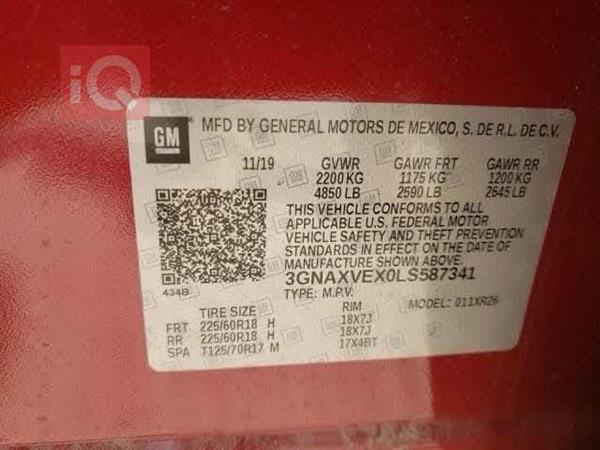 iQ
GM MFD BY GENERAL MOTORS DE MEXICO, S. DE R.L. DE C.V.
11/19 GVWR GAWR FRT GAWR RR
2200 KG 1175 KG 1200 KG
4850 LB 2590 LB 2645 LB
THIS VEHICLE CONFORMS TO ALL
APPLICABLE U.S. FEDERAL MOTOR
VEHICLE SAFETY AND THEFT PREVENTION
STANDARDS IN EFFECT ON THE DATE OF
MANUFACTURE SHOWN ABOVE.
434B 3GNAXVEX0LS587341
TYPE: M.P.V. MODEL: 011XR26
TIRE SIZE RIM
FRT 225/60R18 H 18X7J
RR 225/60R18 H 18X7J
SPA T125/70R17 M 17X4BT